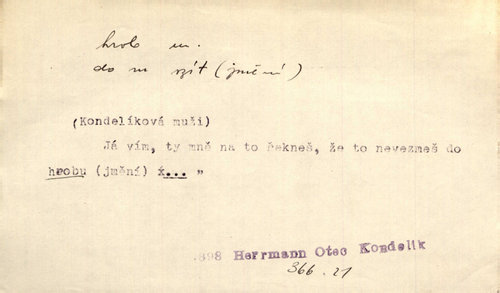 hrob m.
do m vzít (jmění)
(Kondelíková muži)
Já vím, ty mně na to řekneš, že to nevezmeš do
hrobu (jmění) ... „
898 Herrmann Otec Kondelík
366.21